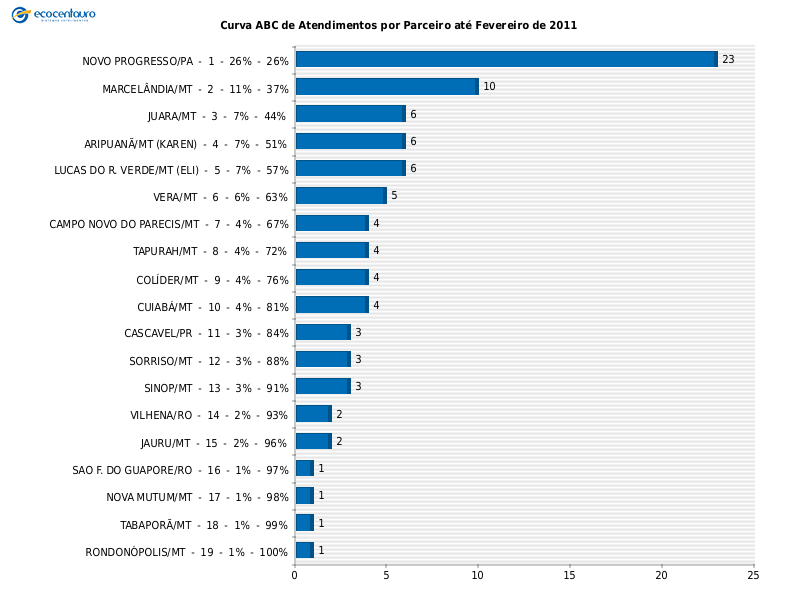 ecocentauro
Curva ABC de Atendimentos por Parceiro até Fevereiro de 2011
NOVO PROGRESSO/PA - 1 - 26% - 26% 23
MARCELÂNDIA/MT - 2 - 11% - 37% 10
JUARA/MT - 3 - 7% - 44% 6
ARIPUANÃ/MT (KAREN) - 4 - 7% - 51% 6
LUCAS DO R. VERDE/MT (ELI) - 5 - 7% - 57% 6
VERA/MT - 6 - 6% - 63% 5
CAMPO NOVO DO PARECIS/MT - 7 - 4% - 67% 4
TAPURAH/MT - 8 - 4% - 72% 4
COLÍDER/MT - 9 - 4% - 76% 4
CUIABÁ/MT - 10 - 4% - 81% 4
CASCAVEL/PR - 11 - 3% - 84% 3
SORRISO/MT - 12 - 3% - 88% 3
SINOP/MT - 13 - 3% - 91% 3
VILHENA/RO - 14 - 2% - 93% 2
JAURU/MT - 15 - 2% - 96% 2
SAO F. DO GUAPORE/RO - 16 - 1% - 97% 1
NOVA MUTUM/MT - 17 - 1% - 98% 1
TABAPORÃ/MT - 18 - 1% - 99% 1
RONDONÓPOLIS/MT - 19 - 1% - 100% 1
0 5 10 15 20 25